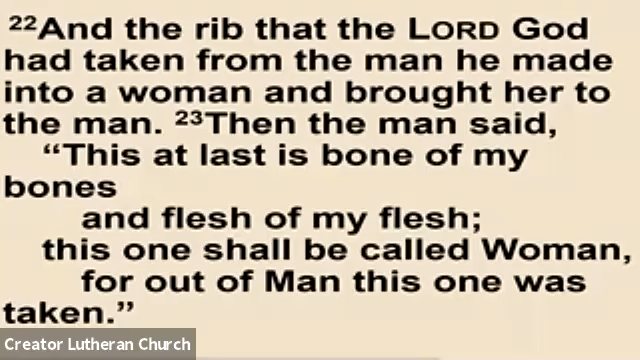 ²²And the rib that the LORD God
had taken from the man he made
into a woman and brought her to
the man. ²³Then the man said,
“This at last is bone of my
bones
and flesh of my flesh;
this one shall be called Woman,
for out of Man this one was
taken.”
Creator Lutheran Church